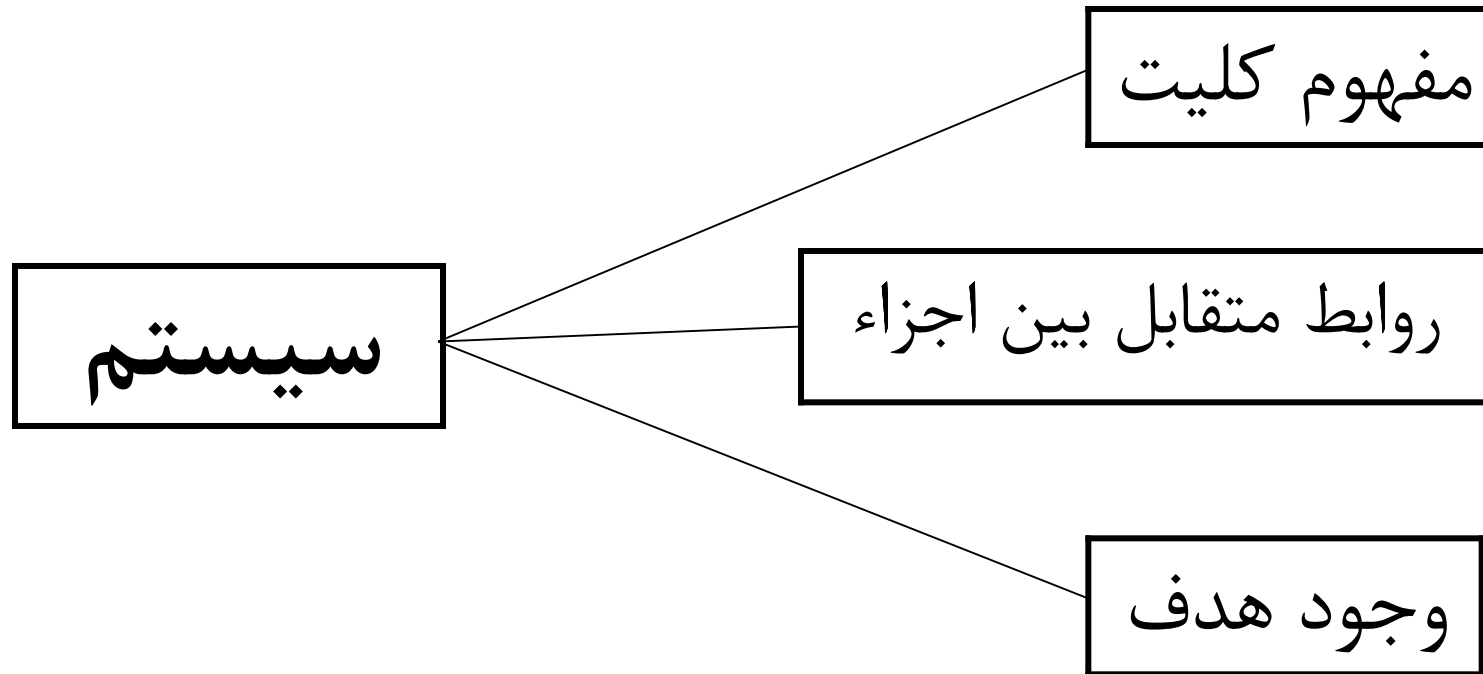 مفهوم کلیت
روابط متقابل بین اجزاء
سیستم
وجود هدف